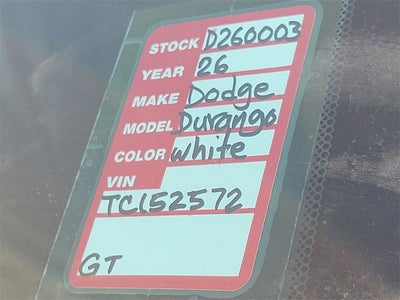 STOCK D260003
YEAR 26
MAKE Dodge
MODEL Durango
COLOR white
VIN
TC152572
GT